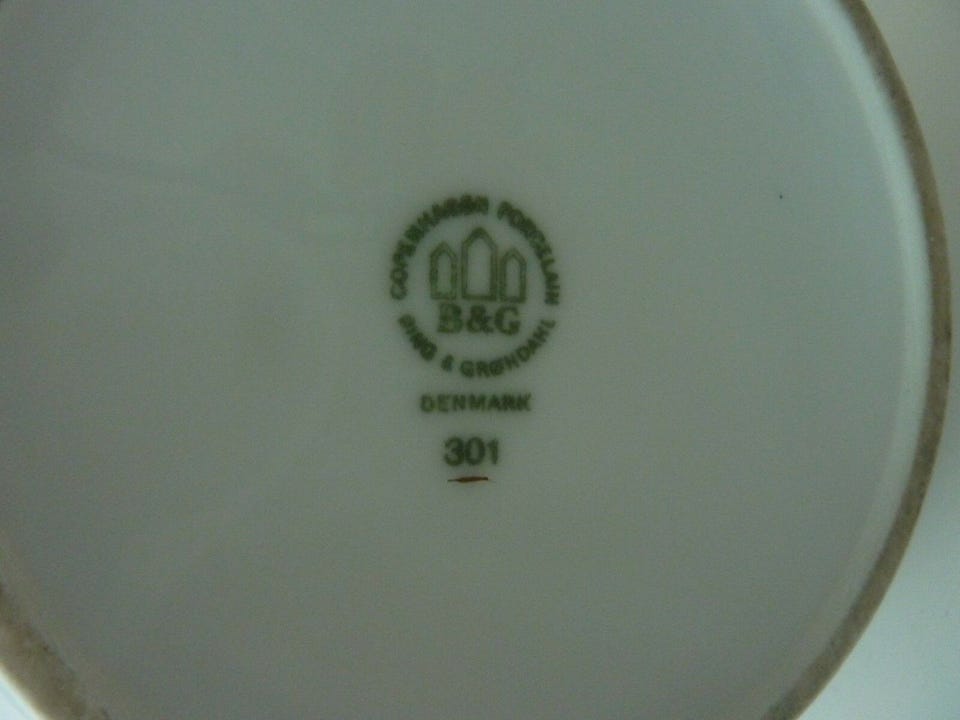 COPENHAGEN PORCELAIN
B&G
BING & GRØNDAHL
DENMARK
301